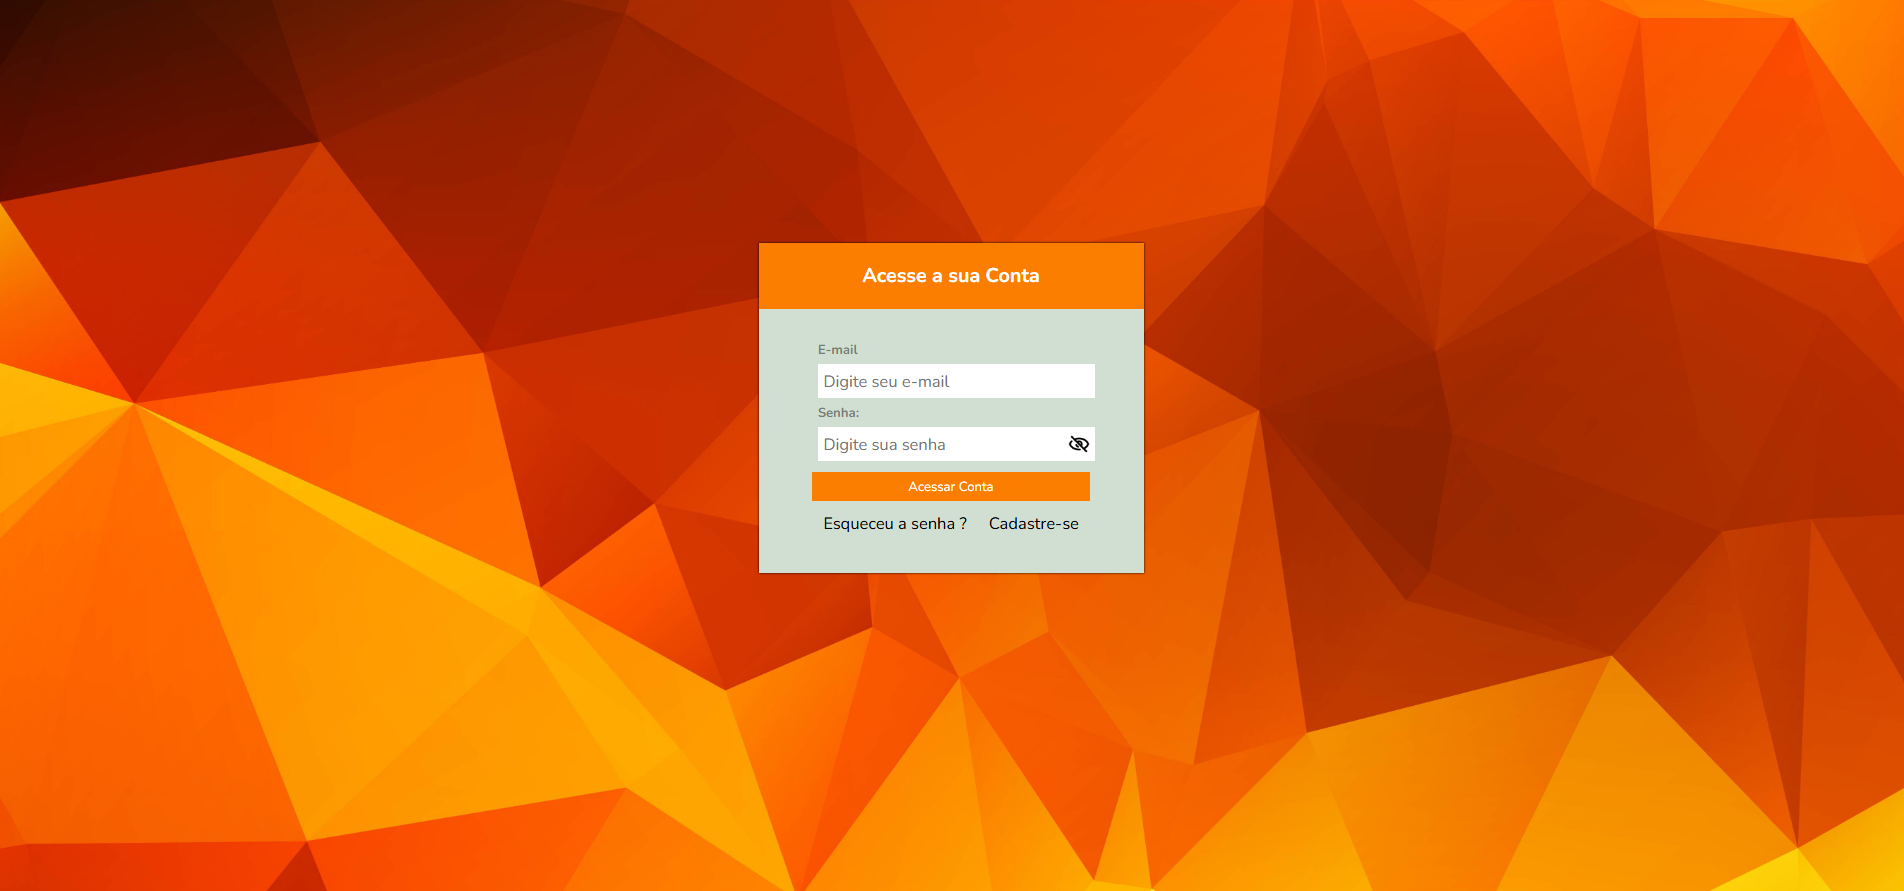 Acesse a sua Conta
E-mail
Digite seu e-mail
Senha:
Digite sua senha
Acessar Conta
Esqueceu a senha ? Cadastre-se